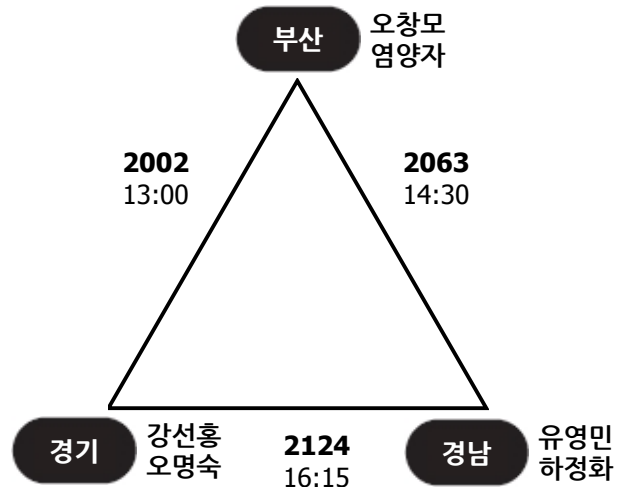 부산
오창모
염양자
2002
13:00
2063
14:30
경기
강선홍
오명숙
2124
16:15
경남
유영민
하정화